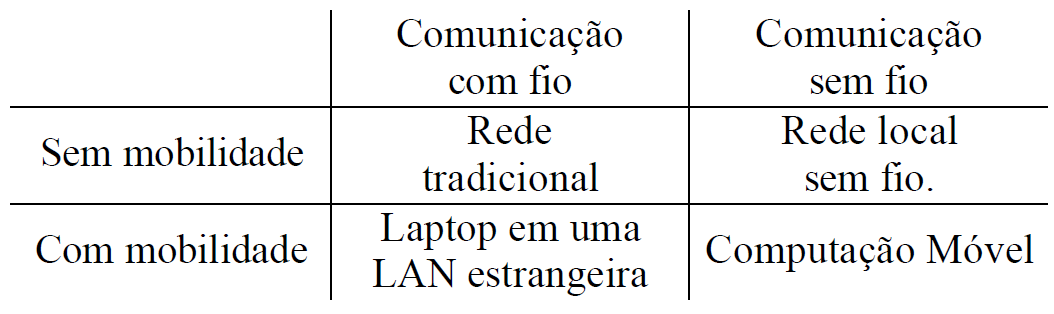 Comunicação
com fio
Comunicação
sem fio
Sem mobilidade
Rede
tradicional
Rede local
sem fio.
Com mobilidade
Laptop em uma
LAN estrangeira
Computação Móvel